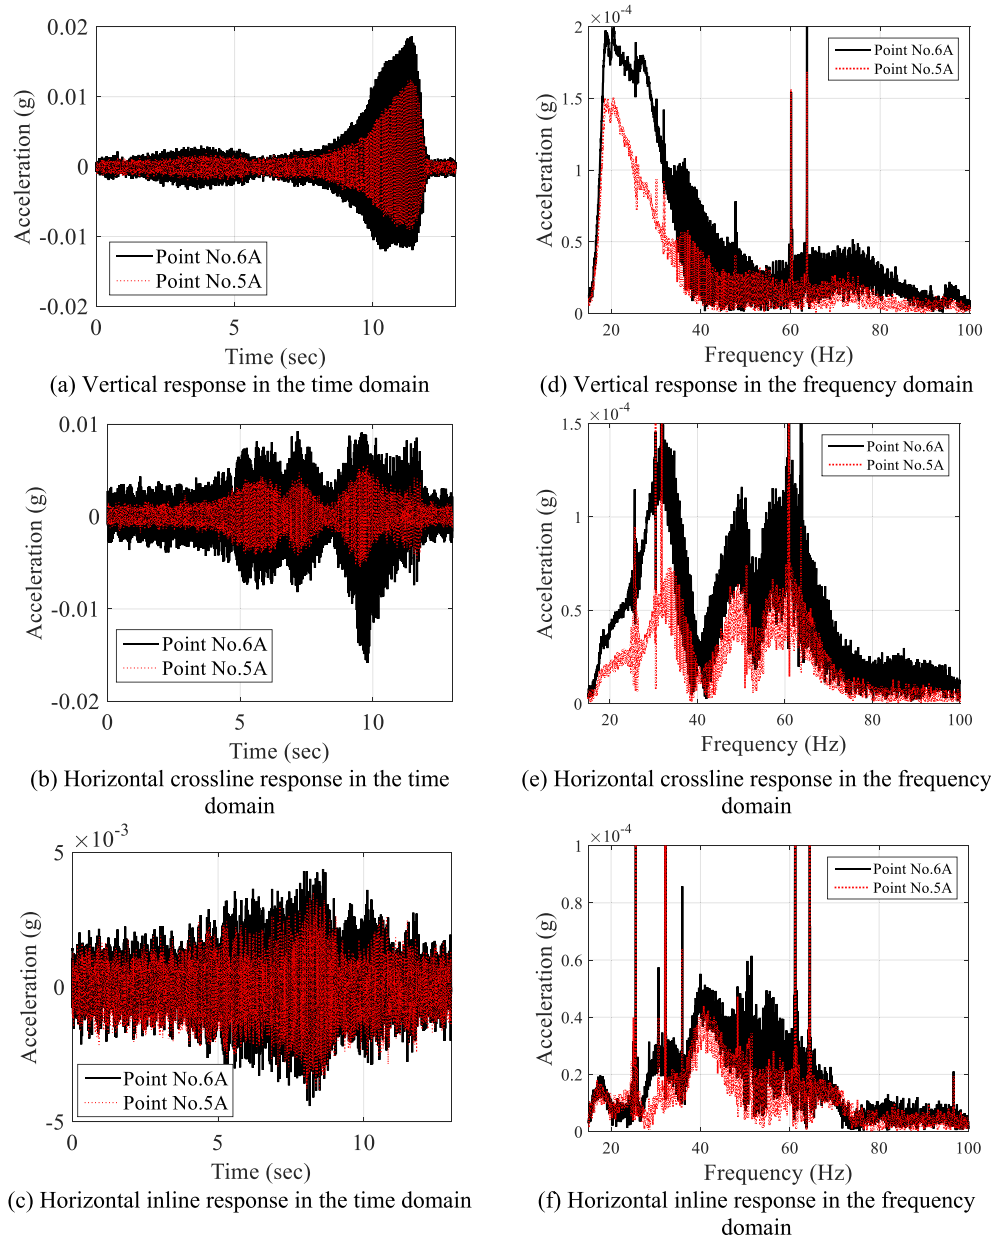 0.02
0.01
0
-0.01
-0.02
Acceleration (g)
Point No.6A
Point No.5A
0
5
10
Time (sec)
(a) Vertical response in the time domain
×10-4
2
1.5
1
0.5
0
Acceleration (g)
Point No.6A
Point No.5A
20
40
60
80
100
Frequency (Hz)
(d) Vertical response in the frequency domain
0.01
0
-0.01
-0.02
Acceleration (g)
Point No.6A
Point No.5A
0
5
10
Time (sec)
(b) Horizontal crossline response in the time
domain
×10-4
1.5
1
0.5
0
Acceleration (g)
Point No.6A
Point No.5A
20
40
60
80
100
Frequency (Hz)
(e) Horizontal crossline response in the frequency
domain
×10-3
5
0
-5
Acceleration (g)
Point No.6A
Point No.5A
0
5
10
Time (sec)
(c) Horizontal inline response in the time domain
×10-4
1
0.8
0.6
0.4
0.2
0
Acceleration (g)
Point No.6A
Point No.5A
20
40
60
80
100
Frequency (Hz)
(f) Horizontal inline response in the frequency
domain